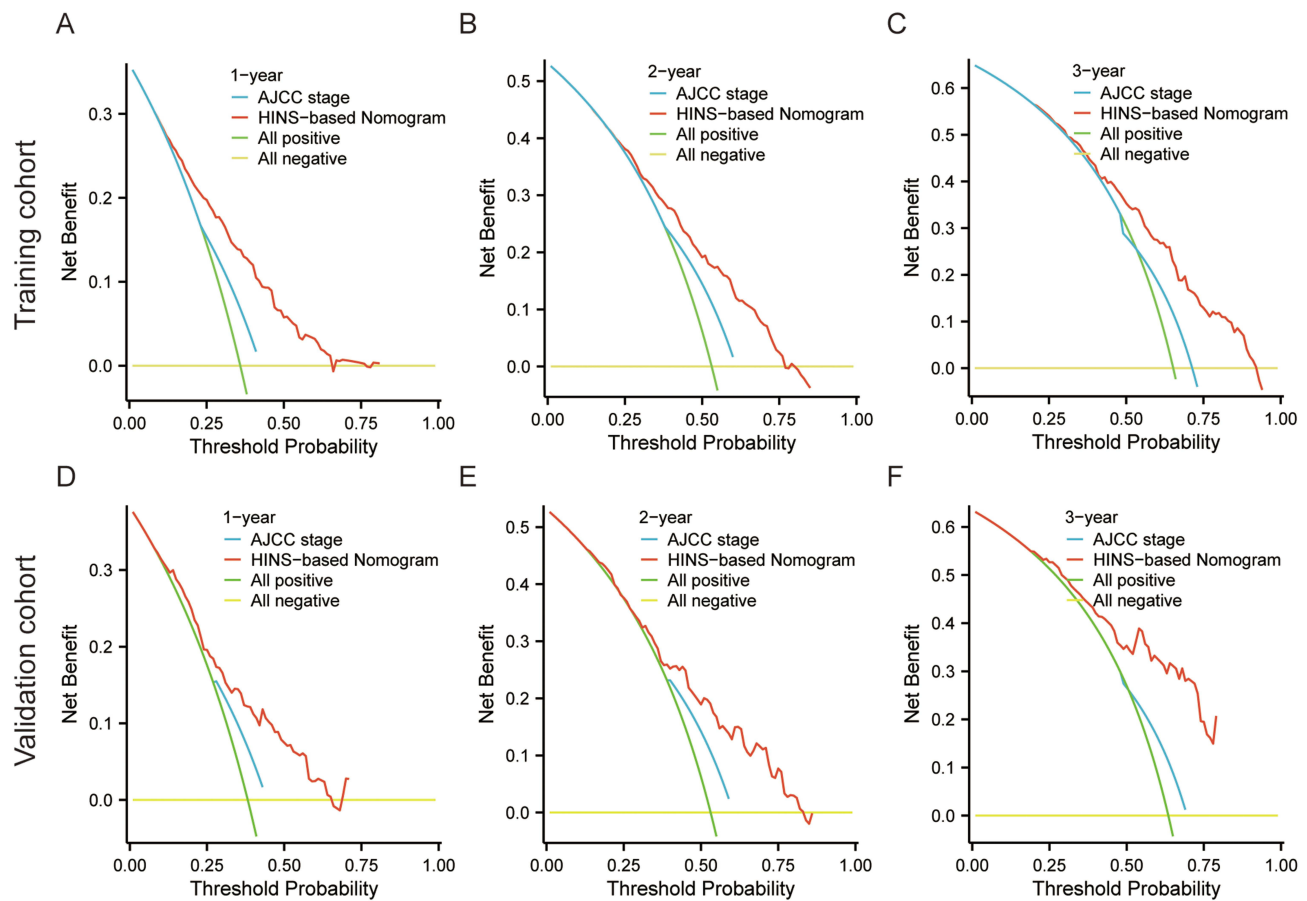 A
1−year
AJCC stage
HINS−based Nomogram
All positive
All negative
0.3
0.2
0.1
0.0
Net Benefit
0.00 0.25 0.50 0.75 1.00
Threshold Probability
B
2−year
AJCC stage
HINS−based Nomogram
All positive
All negative
0.5
0.4
0.3
0.2
0.1
0.0
Net Benefit
0.00 0.25 0.50 0.75 1.00
Threshold Probability
C
3−year
AJCC stage
HINS−based Nomogram
All positive
All negative
0.6
0.5
0.4
0.3
0.2
0.1
0.0
Net Benefit
0.00 0.25 0.50 0.75 1.00
Threshold Probability
Training cohort
D
1−year
AJCC stage
HINS−based Nomogram
All positive
All negative
0.3
0.2
0.1
0.0
Net Benefit
0.00 0.25 0.50 0.75 1.00
Threshold Probability
E
2−year
AJCC stage
HINS−based Nomogram
All positive
All negative
0.5
0.4
0.3
0.2
0.1
0.0
Net Benefit
0.00 0.25 0.50 0.75 1.00
Threshold Probability
F
3−year
AJCC stage
HINS−based Nomogram
All positive
All negative
0.6
0.5
0.4
0.3
0.2
0.1
0.0
Net Benefit
0.00 0.25 0.50 0.75 1.00
Threshold Probability
Validation cohort